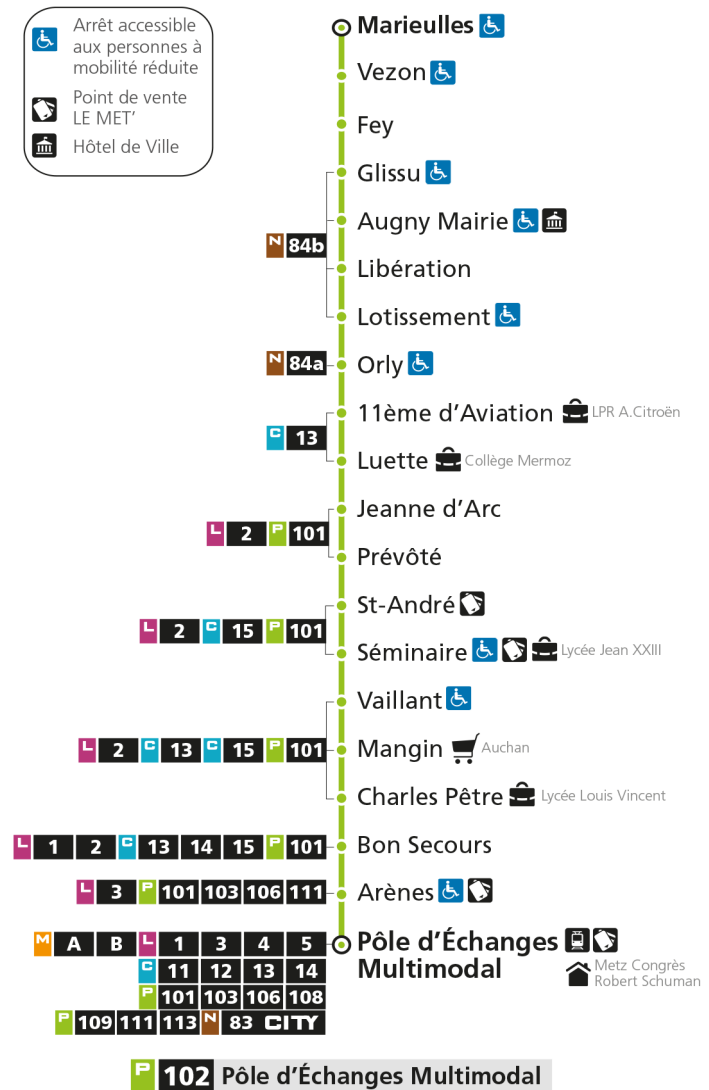 Arrêt accessible
aux personnes à
mobilité réduite
Point de vente
LE MET'
Hôtel de Ville
Marieulles
Vezon
Fey
Glissu
Augny Mairie
N 84b
Libération
Lotissement
N 84a Orly
11ème d'Aviation LPR A.Citroën
C 13
Luette Collège Mermoz
Jeanne d'Arc
L 2 P 101
Prévôté
St-André
L 2 C 15 P 101
Séminaire Lycée Jean XXIII
Vaillant
L 2 C 13 C 15 P 101 Mangin Auchan
Charles Pêtre Lycée Louis Vincent
L 1 2 C 13 14 15 P 101 Bon Secours
L 3 P 101 103 106 111 Arènes
M A B L 1 3 4 5 Pôle d'Échanges
Multimodal
Metz Congrès
Robert Schuman
C 11 12 13 14
P 101 103 106 108
P 109 111 113 N 83 CITY
P 102 Pôle d'Échanges Multimodal